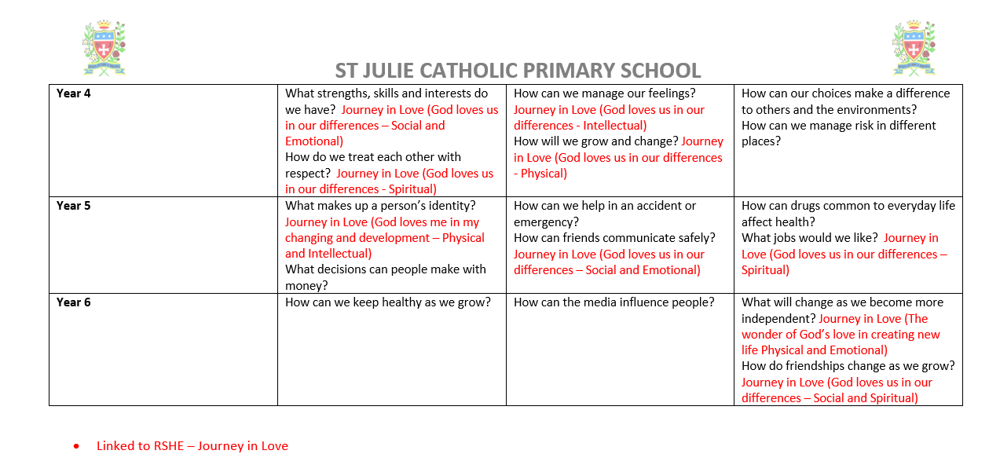 ST JULIE CATHOLIC PRIMARY SCHOOL
Year 4
What strengths, skills and interests do
we have? Journey in Love (God loves us
in our differences – Social and
Emotional)
How do we treat each other with
respect? Journey in Love (God loves us
in our differences - Spiritual)
How can we manage our feelings?
Journey in Love (God loves us in our
differences - Intellectual)
How will we grow and change? Journey
in Love (God loves us in our differences
- Physical)
How can our choices make a difference
to others and the environments?
How can we manage risk in different
places?
Year 5
What makes up a person’s identity?
Journey in Love (God loves me in my
changing and development – Physical
and Intellectual)
What decisions can people make with
money?
How can we help in an accident or
emergency?
How can friends communicate safely?
Journey in Love (God loves us in our
differences – Social and Emotional)
How can drugs common to everyday life
affect health?
What jobs would we like? Journey in
Love (God loves us in our differences –
Spiritual)
Year 6
How can we keep healthy as we grow?
How can the media influence people?
What will change as we become more
independent? Journey in Love (The
wonder of God’s love in creating new
life Physical and Emotional)
How do friendships change as we grow?
Journey in Love (God loves us in our
differences – Social and Spiritual)
• Linked to RSHE – Journey in Love